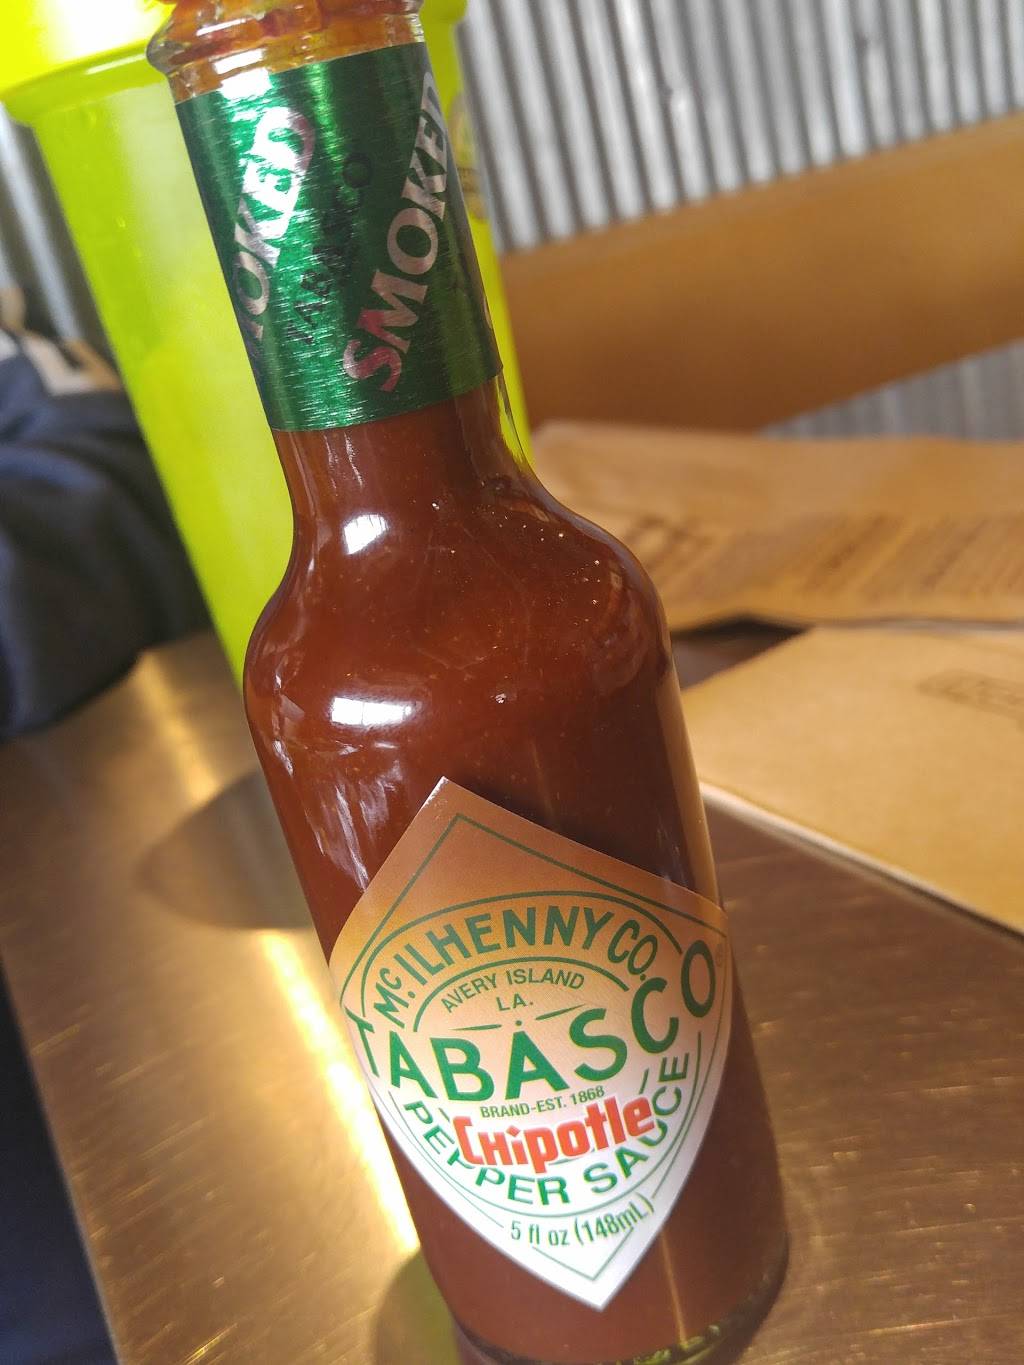 SMOKED
TABASCO
SMOKED
McILHENNY CO.
AVERY ISLAND
LA.
TABASCO®
BRAND-EST. 1868
Chipotle
PEPPER SAUCE
5 fl oz (148mL)